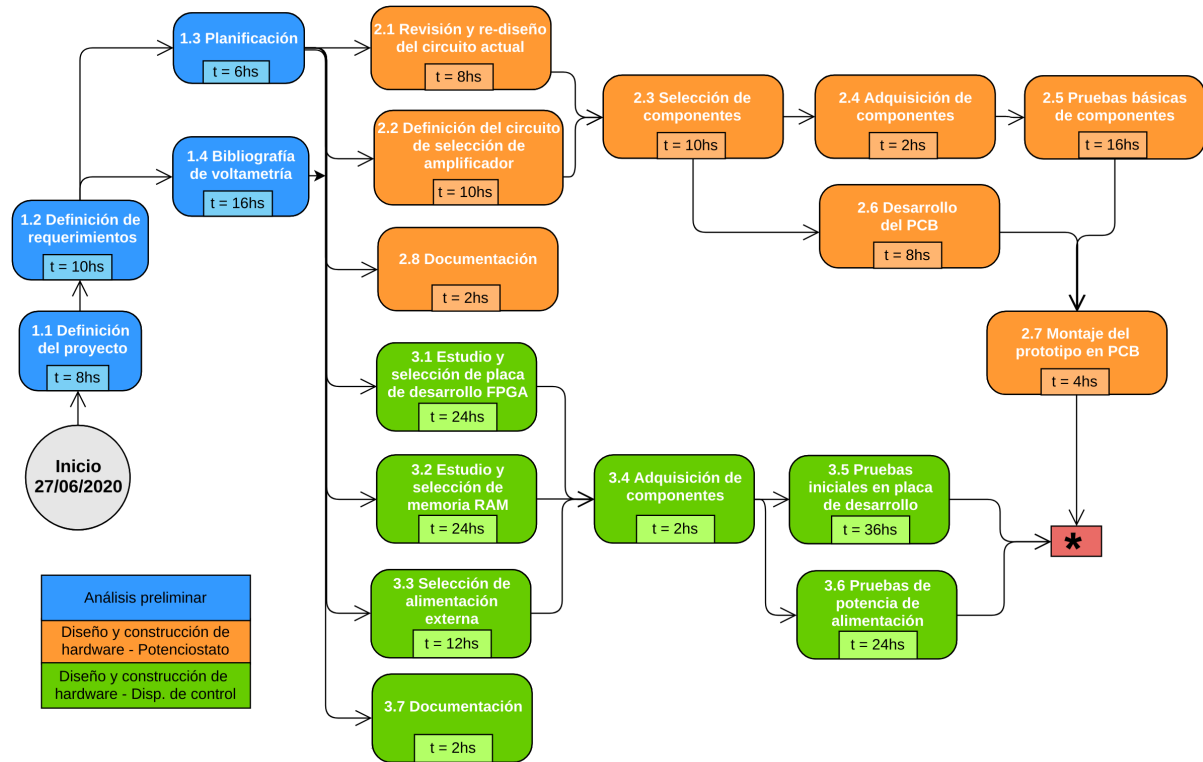 1.3 Planificación
t = 6hs
1.4 Bibliografía
de voltametría
t = 16hs
1.2 Definición de
requerimientos
t = 10hs
1.1 Definición
del proyecto
t = 8hs
Inicio
27/06/2020
2.1 Revisión y re-diseño
del circuito actual
t = 8hs
2.2 Definición del circuito
de selección de
amplificador
t = 10hs
2.3 Selección de
componentes
t = 10hs
2.4 Adquisición de
componentes
t = 2hs
2.5 Pruebas básicas
de componentes
t = 16hs
2.6 Desarrollo
del PCB
t = 8hs
2.8 Documentación
t = 2hs
2.7 Montaje del
prototipo en PCB
t = 4hs
3.1 Estudio y
selección de placa
de desarrollo FPGA
t = 24hs
3.2 Estudio y
selección de
memoria RAM
t = 24hs
3.3 Selección de
alimentación
externa
t = 12hs
3.4 Adquisición de
componentes
t = 2hs
3.5 Pruebas
iniciales en placa
de desarrollo
t = 36hs
*
3.6 Pruebas de
potencia de
alimentación
t = 24hs
3.7 Documentación
t = 2hs
Análisis preliminar
Diseño y construcción de
hardware - Potenciostato
Diseño y construcción de
hardware - Disp. de control